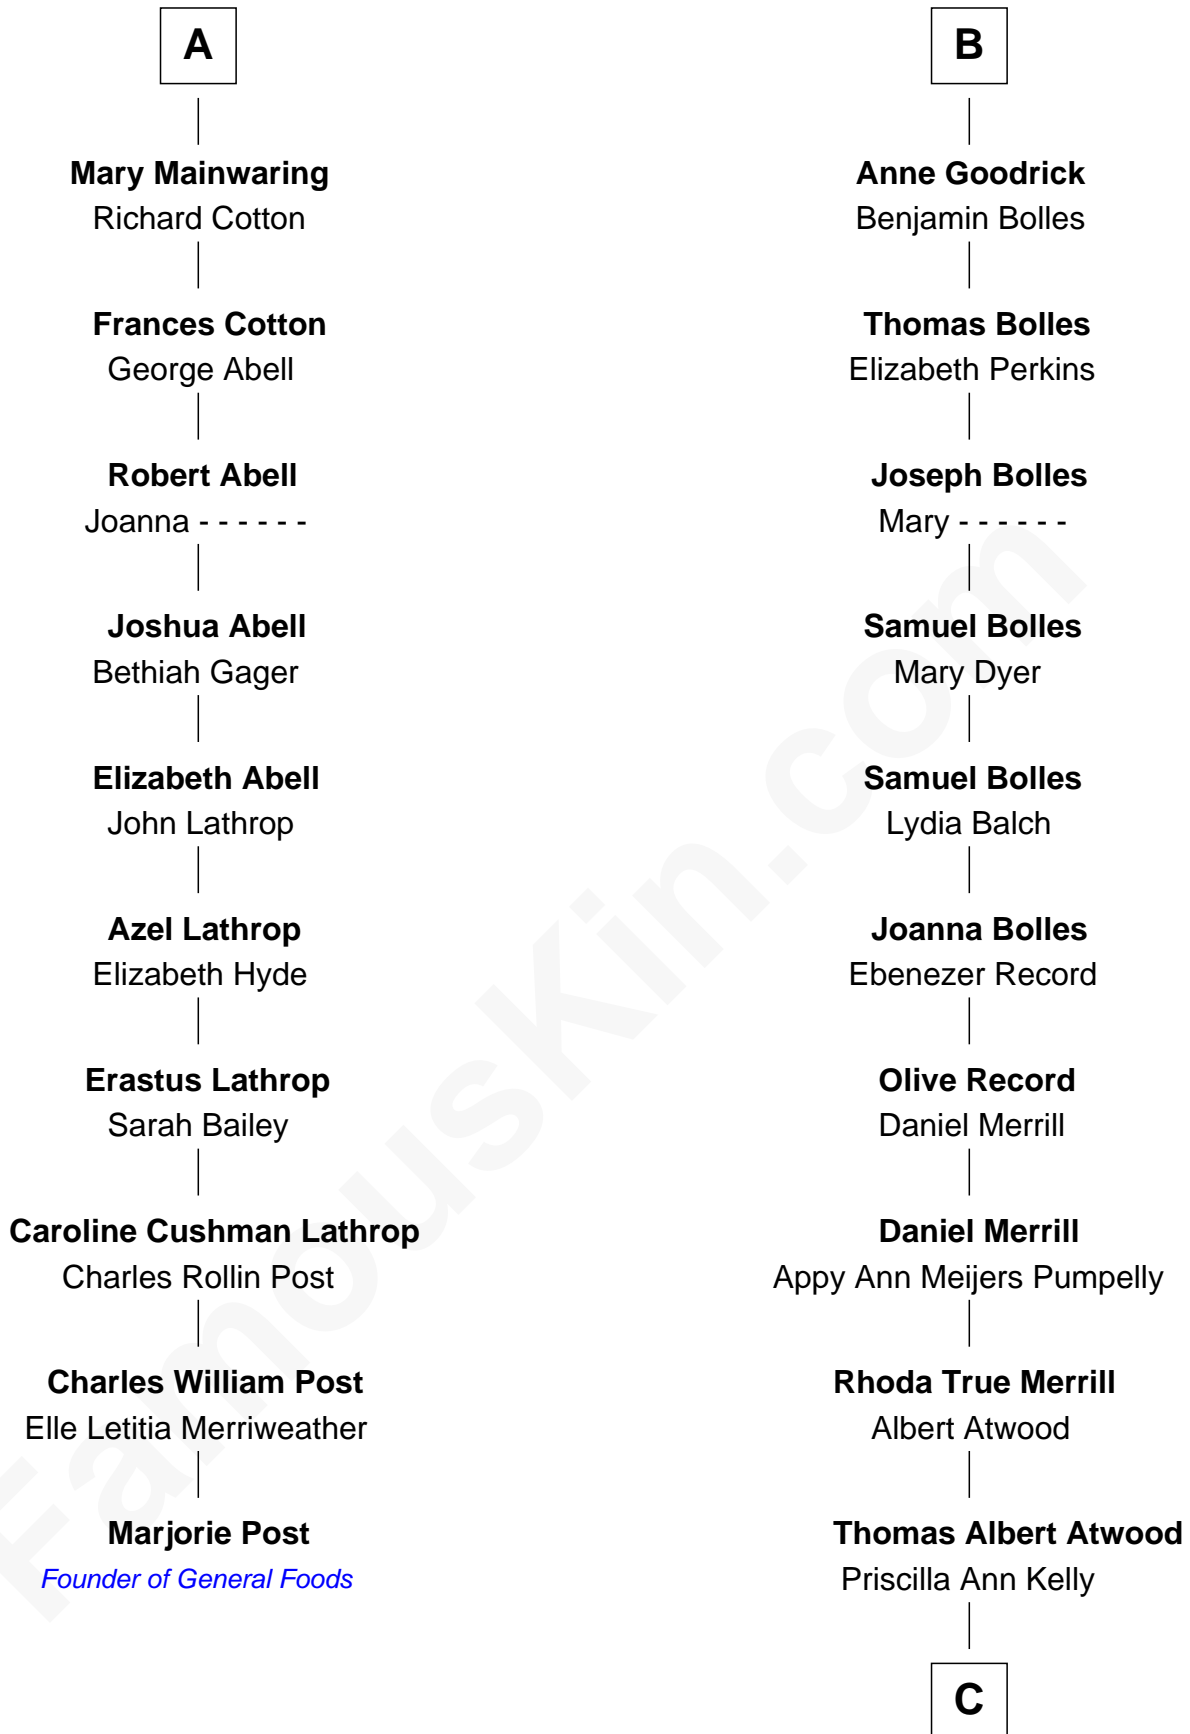 A
Mary Mainwaring
Richard Cotton
Frances Cotton
George Abell
Robert Abell
Joanna - - - - - -
Joshua Abell
Bethiah Gager
Elizabeth Abell
John Lathrop
Azel Lathrop
Elizabeth Hyde
Erastus Lathrop
Sarah Bailey
Caroline Cushman Lathrop
Charles Rollin Post
Charles William Post
Elle Letitia Merriweather
Marjorie Post
Founder of General Foods
B
Anne Goodrick
Benjamin Bolles
Thomas Bolles
Elizabeth Perkins
Joseph Bolles
Mary - - - - - -
Samuel Bolles
Mary Dyer
Samuel Bolles
Lydia Balch
Joanna Bolles
Ebenezer Record
Olive Record
Daniel Merrill
Daniel Merrill
Appy Ann Meijers Pumpelly
Rhoda True Merrill
Albert Atwood
Thomas Albert Atwood
Priscilla Ann Kelly
C
FamousKin.com